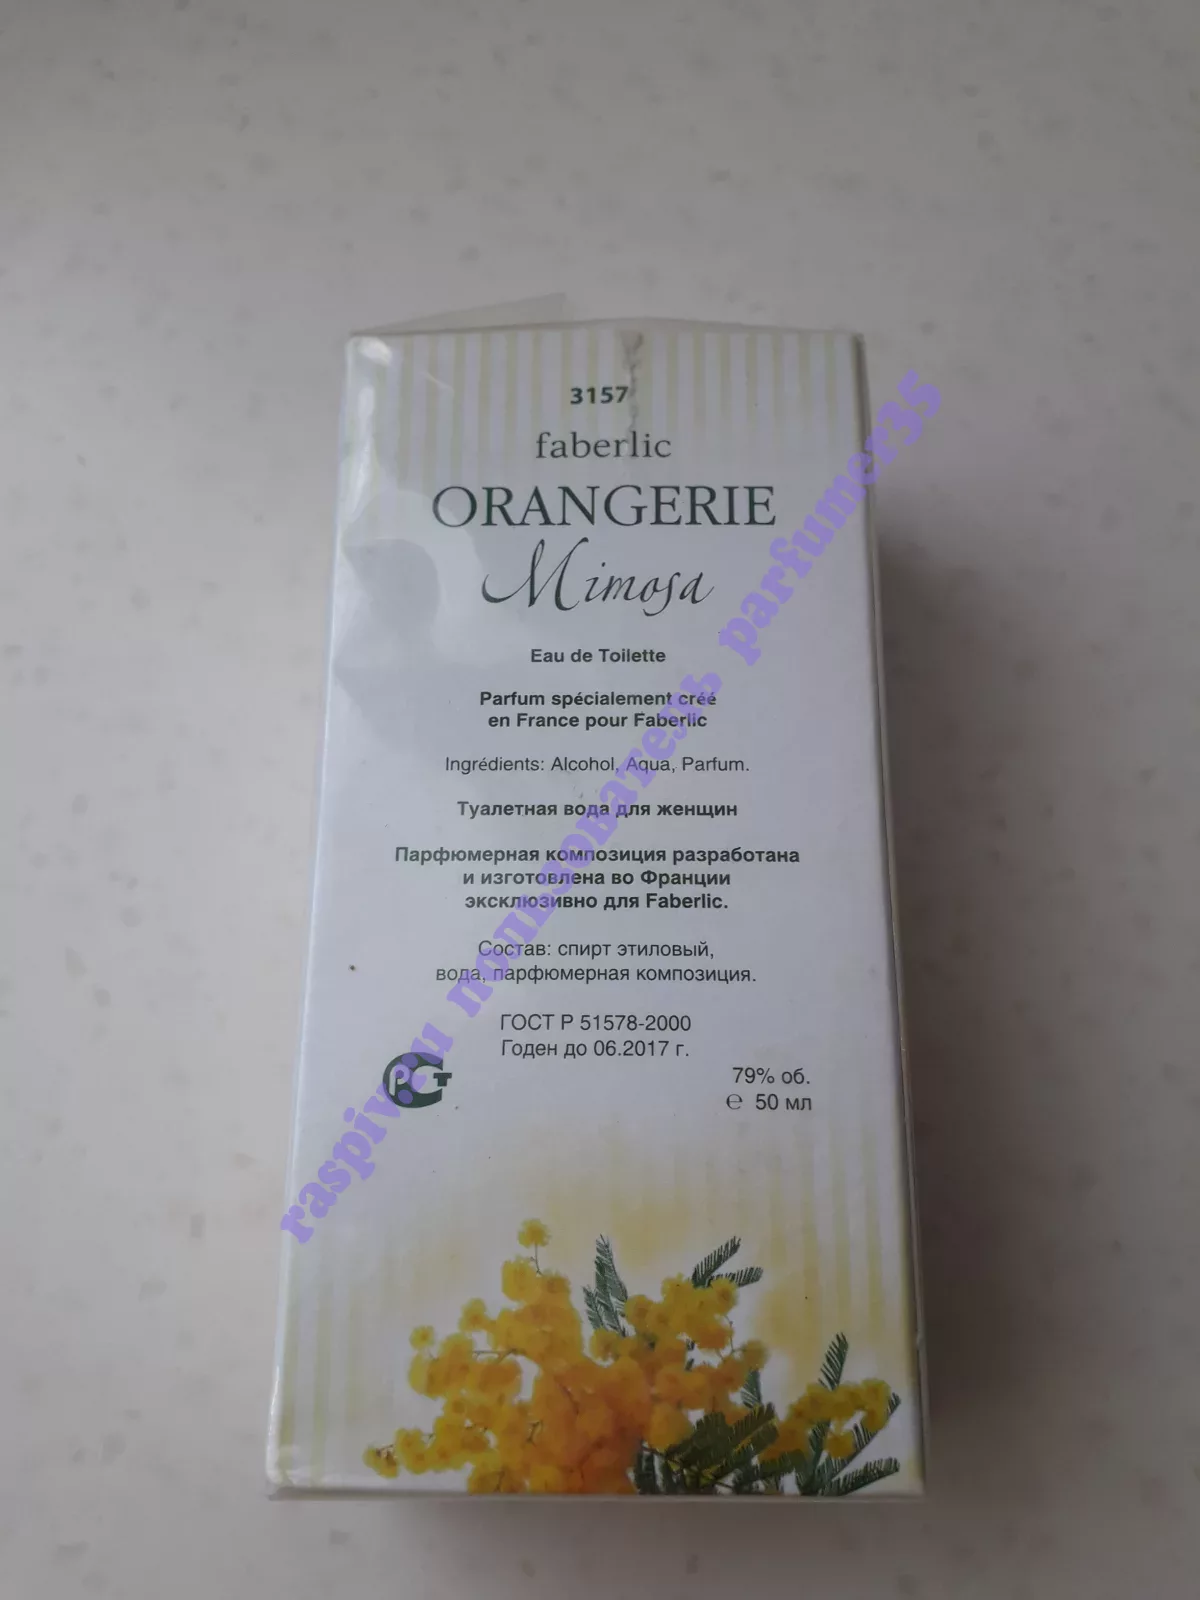 3157
faberlic
ORANGERIE
Mimosa
Eau de Toilette
Parfum spécialement créé
en France pour Faberlic
Ingrédients: Alcohol, Aqua, Parfum.
Туалетная вода для женщин
Парфюмерная композиция разработана
и изготовлена во Франции
эксклюзивно для Faberlic.
Состав: спирт этиловый,
вода, парфюмерная композиция.
ГОСТ Р 51578-2000
Годен до 06.2017 г.
РСТ
79% об.
℮ 50 мл
raspiv.ru пользователь parfumer35